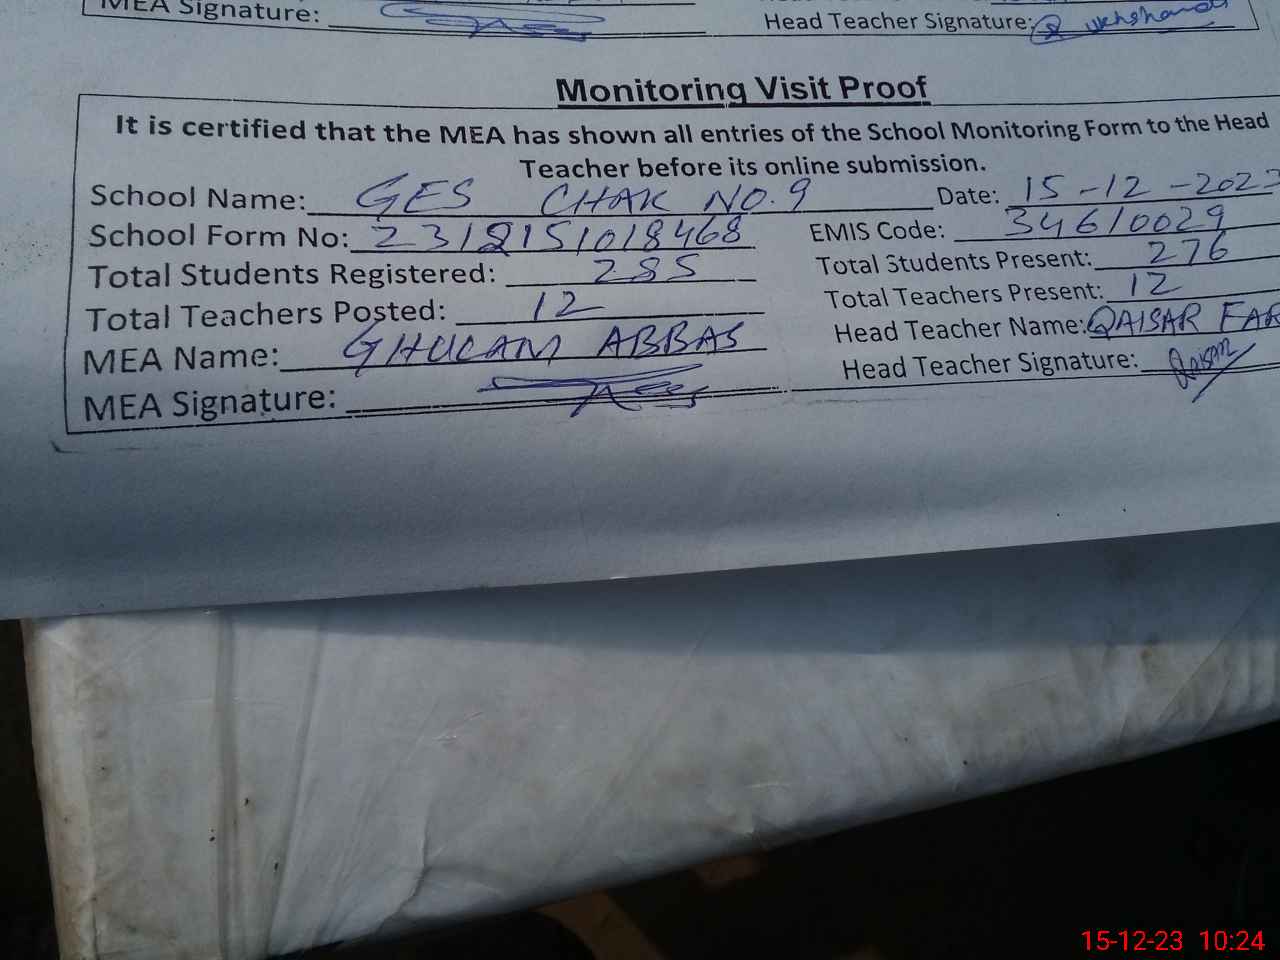 MEA Signature: Head Teacher Signature:
Monitoring Visit Proof
It is certified that the MEA has shown all entries of the School Monitoring Form to the Head
Teacher before its online submission.
School Name: GES CHAK NO.9 Date: 15-12-2023
School Form No: 2312151018468 EMIS Code: 34610029
Total Students Registered: 285 Total Students Present: 276
Total Teachers Posted: 12 Total Teachers Present: 12
MEA Name: GHULAM ABBAS Head Teacher Name: QAISAR FAR
MEA Signature: Head Teacher Signature: Qaisar
15-12-23 10:24